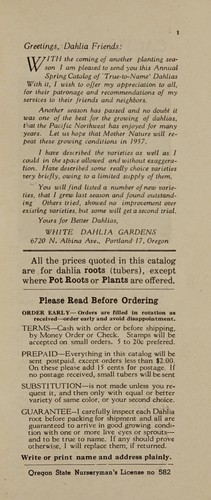 1
Greetings, Dahlia Friends:
WITH the coming of another planting sea-
son I am pleased to send you this Annual
Spring Catalog of 'True-to-Name' Dahlias
With it, I wish to offer my appreciation to all,
for their patronage and recommendations of my
services to their friends and neighbors.
Another season has passed and no doubt it
was one of the best for the growing of dahlias,
that the Pacific Northwest has enjoyed for many
years. Let us hope that Mother Nature will re-
peat these growing conditions in 1957.
I have described the varieties as well as I
could in the space allowed and without exaggera-
tion. Have described some really choice varieties
very briefly, owing to a limited supply of them.
You will find listed a number of new varie-
ties, that I grew last season and found outstand-
ing Others tried, showed no improvement over
existing varieties, but some will get a second trial.
Yours for Better Dahlias,
WHITE DAHLIA GARDENS
6720 N. Albina Ave., Portland 17, Oregon
All the prices quoted in this catalog
are for dahlia roots (tubers), except
where Pot Roots or Plants are offered.
Please Read Before Ordering
ORDER EARLY—Orders are filled in rotation as
received—order early and avoid disappointment.
TERMS—Cash with order or before shipping,
by Money Order or Check. Stamps will be
accepted on small orders. 5 to 20¢ prefered.
PREPAID—Everything in this catalog will be
sent postpaid, except orders less than $2.00.
On these please add 15 cents for postage. If
no postage received, small tubers will be sent
SUBSTITUTION—is not made unless you re-
quest it, and then only with equal or better
variety of same color, or your second choice.
GUARANTEE—I carefully inspect each Dahlia
root before packing for shipment and all are
guaranteed to arrive in good growing condition
with one or more live eyes or sprouts—
and to be true to name. If any should prove
otherwise, I will replace them, if returned.
Write or print name and address plainly.
Oregon State Nurseryman's License no 582